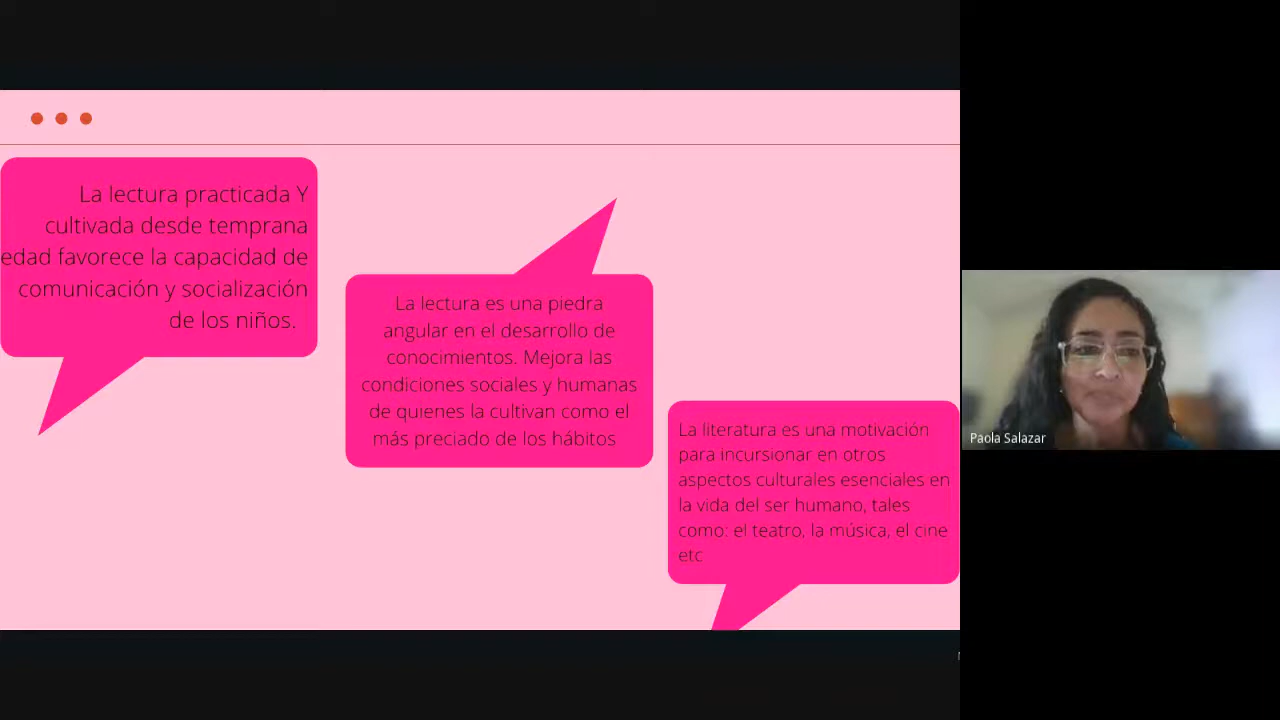 La lectura practicada Y
cultivada desde temprana
edad favorece la capacidad de
comunicación y socialización
de los niños.
La lectura es una piedra
angular en el desarrollo de
conocimientos. Mejora las
condiciones sociales y humanas
de quienes la cultivan como el
más preciado de los hábitos
La literatura es una motivación
para incursionar en otros
aspectos culturales esenciales en
la vida del ser humano, tales
como: el teatro, la música, el cine
etc
Paola Salazar